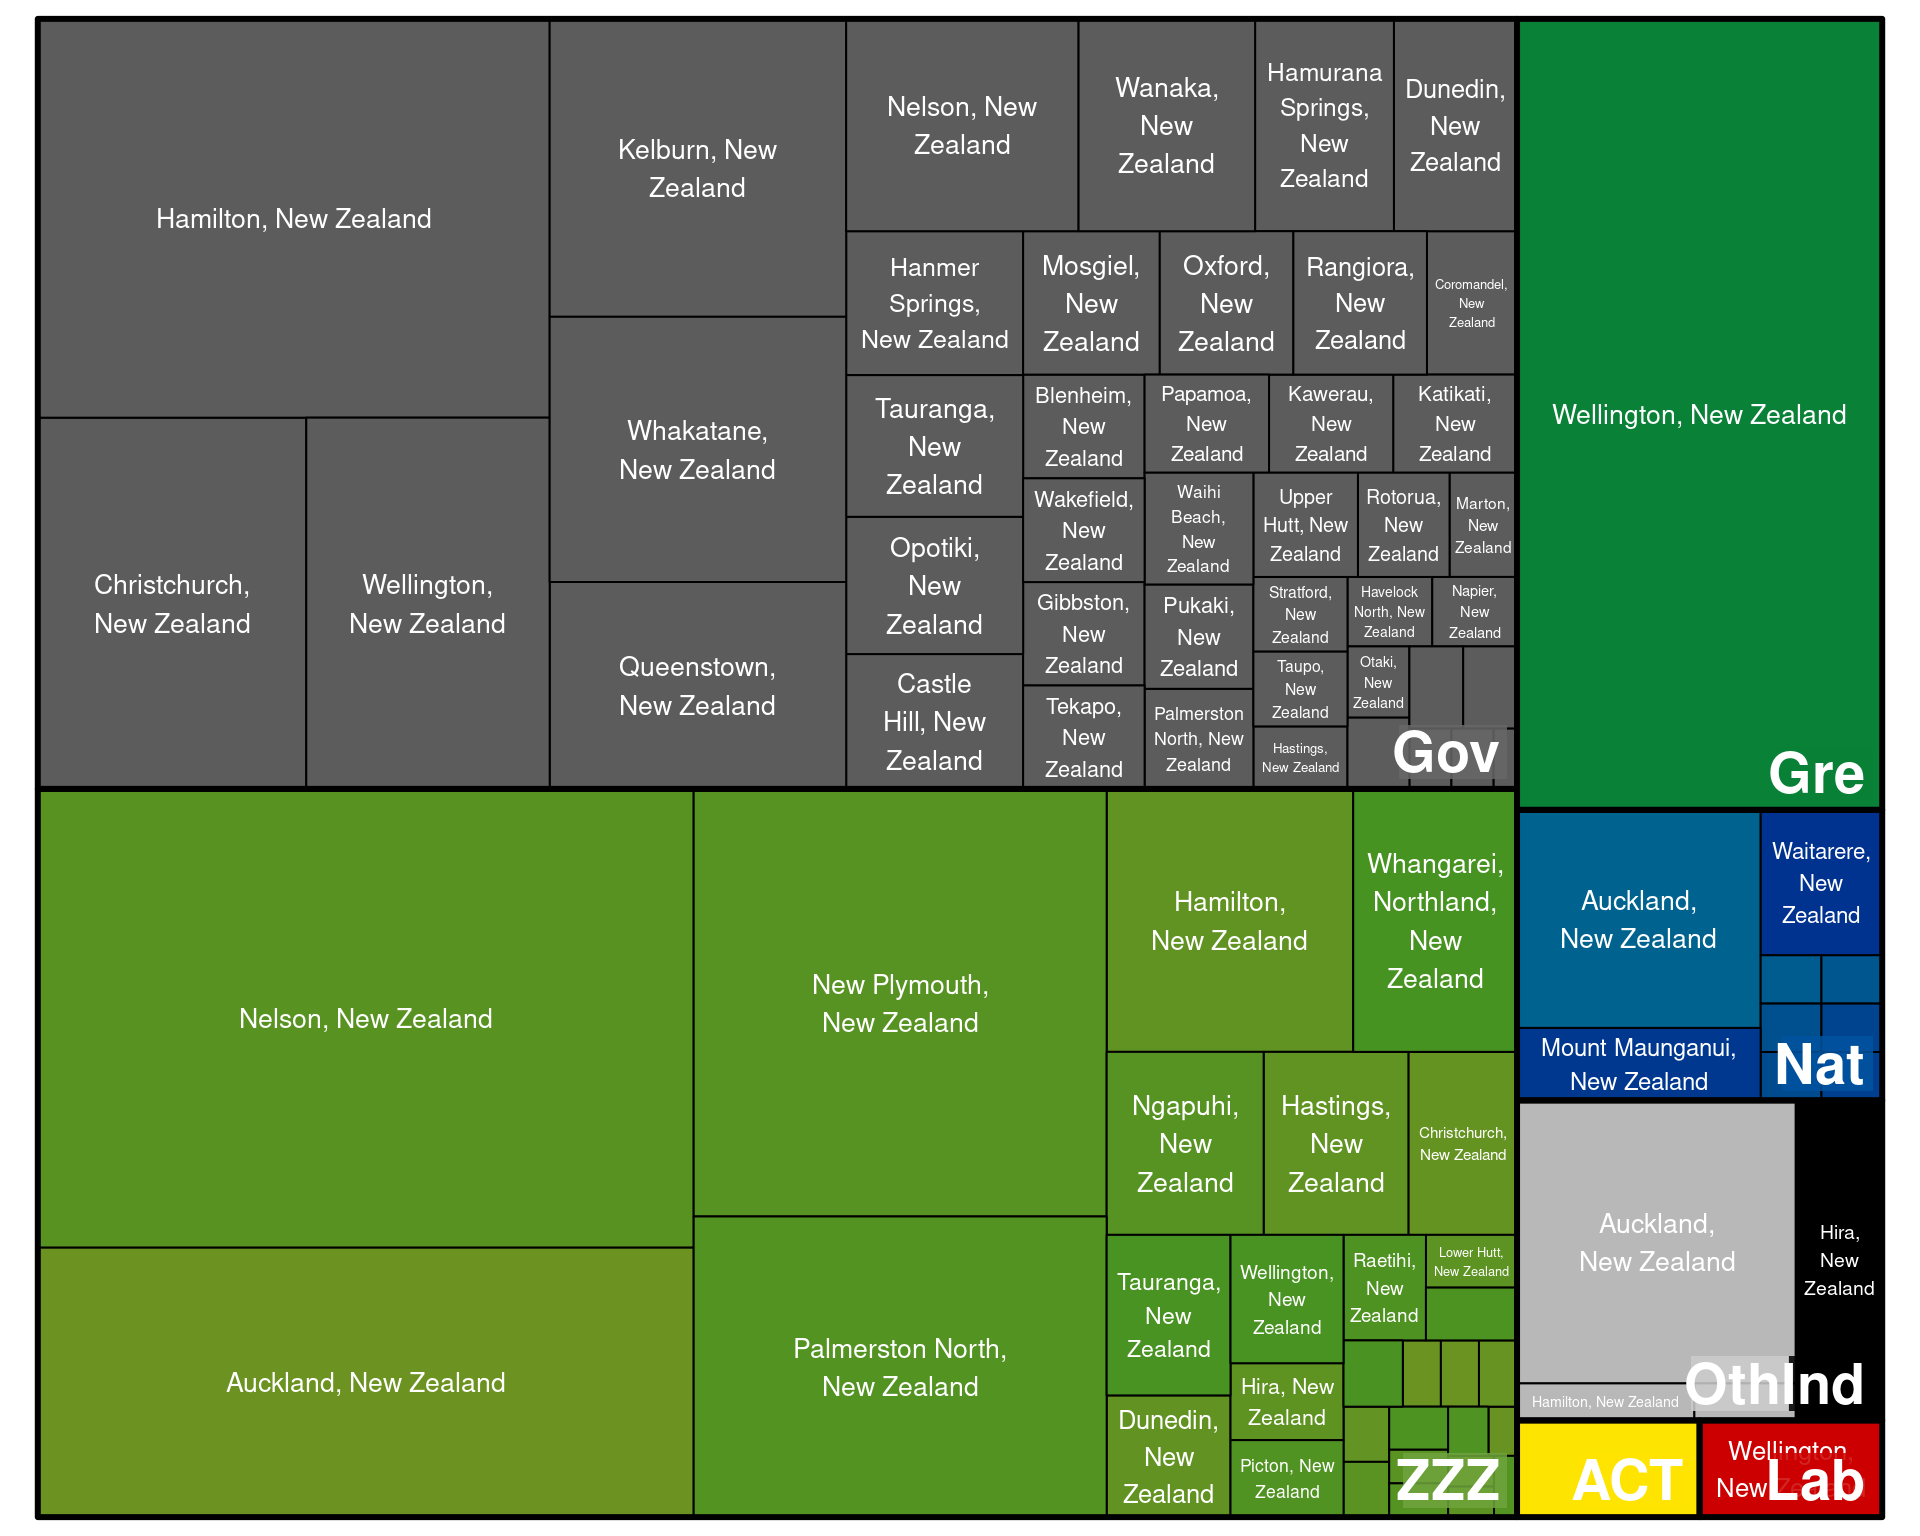 Hamilton, New Zealand
Christchurch,
New Zealand
Wellington,
New Zealand
Kelburn, New
Zealand
Whakatane,
New Zealand
Queenstown,
New Zealand
Nelson, New
Zealand
Wanaka,
New
Zealand
Hamurana
Springs,
New
Zealand
Dunedin,
New
Zealand
Hanmer
Springs,
New Zealand
Mosgiel,
New
Zealand
Oxford,
New
Zealand
Rangiora,
New
Zealand
Coromandel,
New
Zealand
Tauranga,
New
Zealand
Opotiki,
New
Zealand
Castle
Hill, New
Zealand
Blenheim,
New
Zealand
Wakefield,
New
Zealand
Gibbston,
New
Zealand
Tekapo,
New
Zealand
Papamoa,
New
Zealand
Kawerau,
New
Zealand
Katikati,
New
Zealand
Waihi
Beach,
New
Zealand
Pukaki,
New
Zealand
Palmerston
North, New
Zealand
Upper
Hutt, New
Zealand
Rotorua,
New
Zealand
Marton,
New
Zealand
Stratford,
New
Zealand
Havelock
North, New
Zealand
Napier,
New
Zealand
Taupo,
New
Zealand
Otaki,
New
Zealand
Hastings,
New Zealand
Gov
Wellington, New Zealand
Gre
Nelson, New Zealand
Auckland, New Zealand
New Plymouth,
New Zealand
Palmerston North,
New Zealand
Hamilton,
New Zealand
Whangarei,
Northland,
New
Zealand
Ngapuhi,
New
Zealand
Hastings,
New
Zealand
Christchurch,
New Zealand
Tauranga,
New
Zealand
Dunedin,
New
Zealand
Wellington,
New
Zealand
Hira, New
Zealand
Picton, New
Zealand
Raetihi,
New
Zealand
Lower Hutt,
New Zealand
ZZZ
Auckland,
New Zealand
Mount Maunganui,
New Zealand
Waitarere,
New
Zealand
Nat
Auckland,
New Zealand
Hamilton, New Zealand
Oth
Hira,
New
Zealand
Ind
ACT
Wellington,
New Zealand
Lab